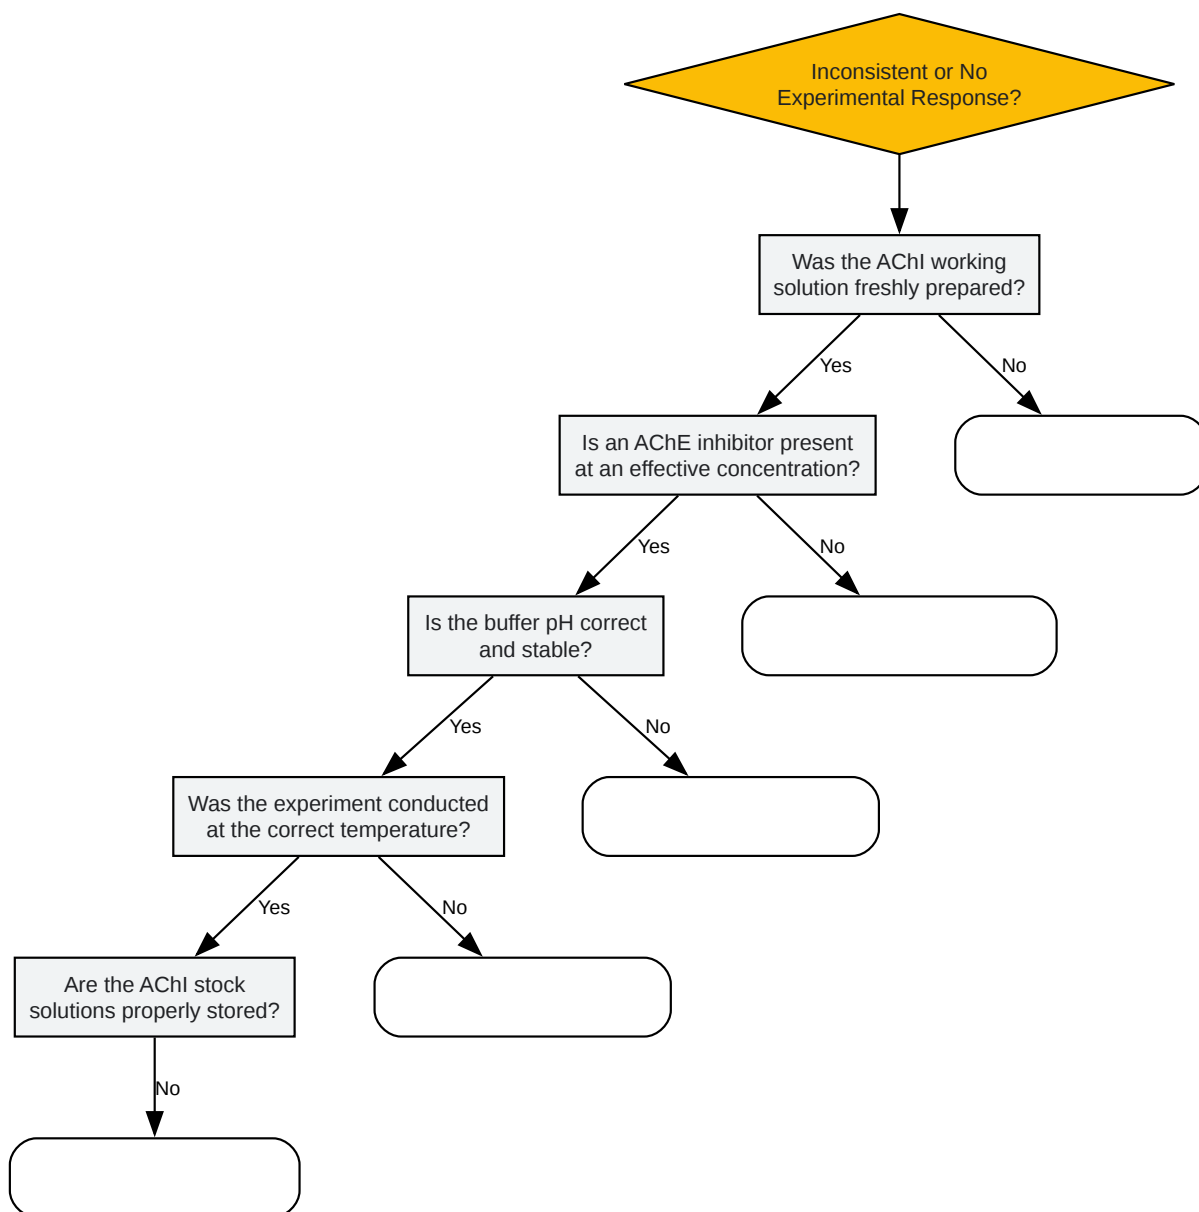 Inconsistent or No
Experimental Response?
Was the AChI working
solution freshly prepared?
Yes
No
Is an AChE inhibitor present
at an effective concentration?
Yes
No
Is the buffer pH correct
and stable?
Yes
No
Was the experiment conducted
at the correct temperature?
Yes
No
Are the AChI stock
solutions properly stored?
No